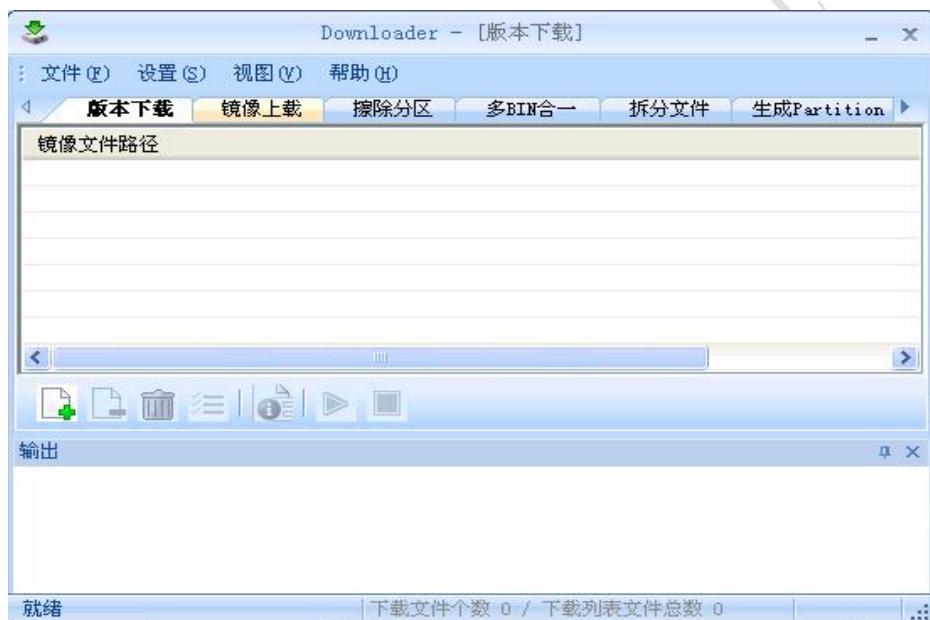 Downloader - [版本下载]
文件(F) 设置(S) 视图(V) 帮助(H)
版本下载 镜像上载 擦除分区 多BIN合一 拆分文件 生成Partition
镜像文件路径
输出
就绪 下载文件个数 0 / 下载列表文件总数 0